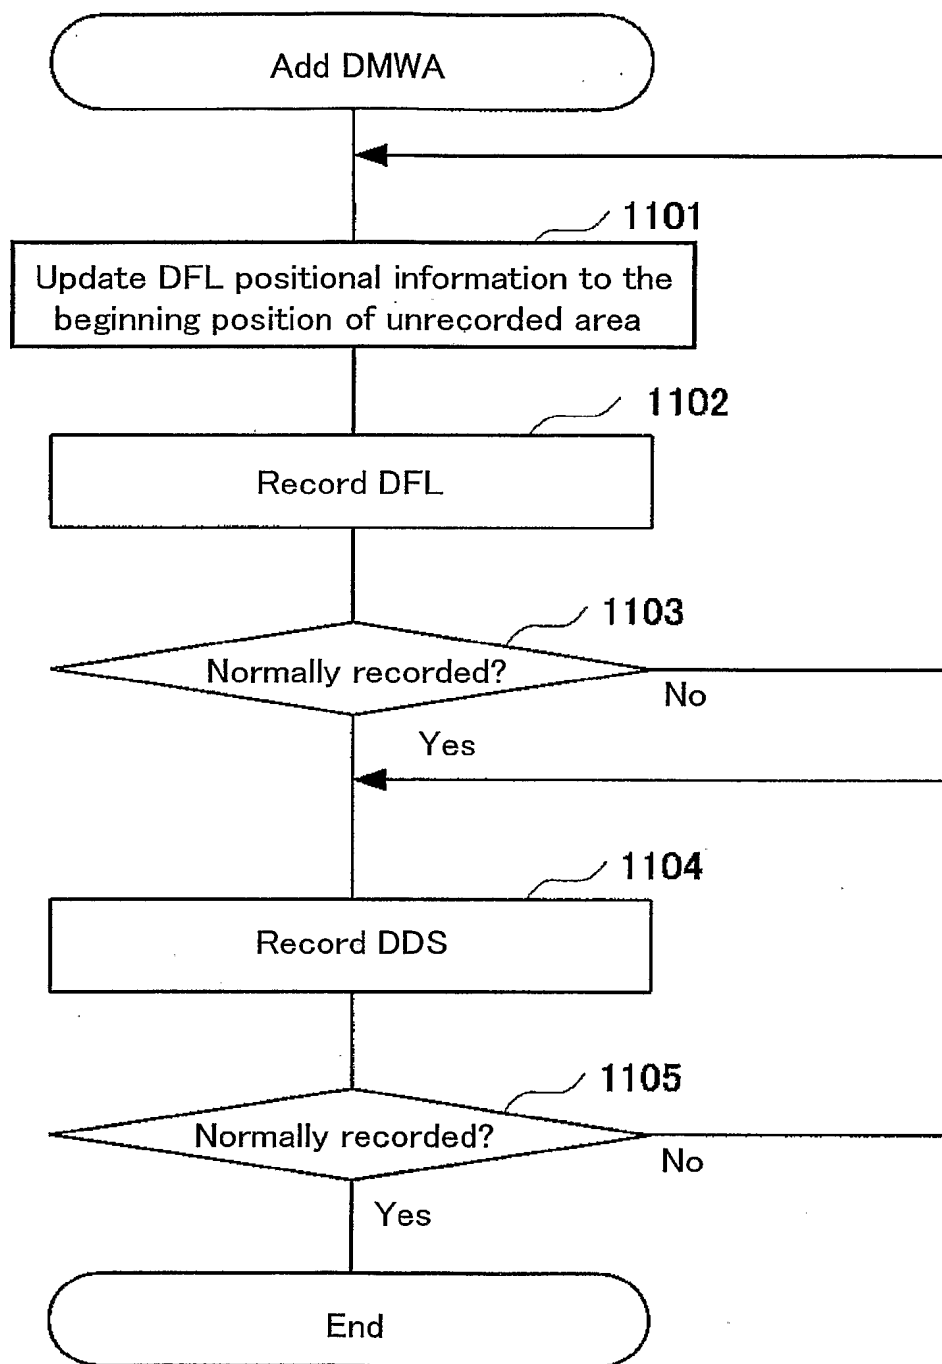 Add DMWA
1101
Update DFL positional information to the
beginning position of unrecorded area
1102
Record DFL
1103
Normally recorded?
No
Yes
1104
Record DDS
1105
Normally recorded?
No
Yes
End